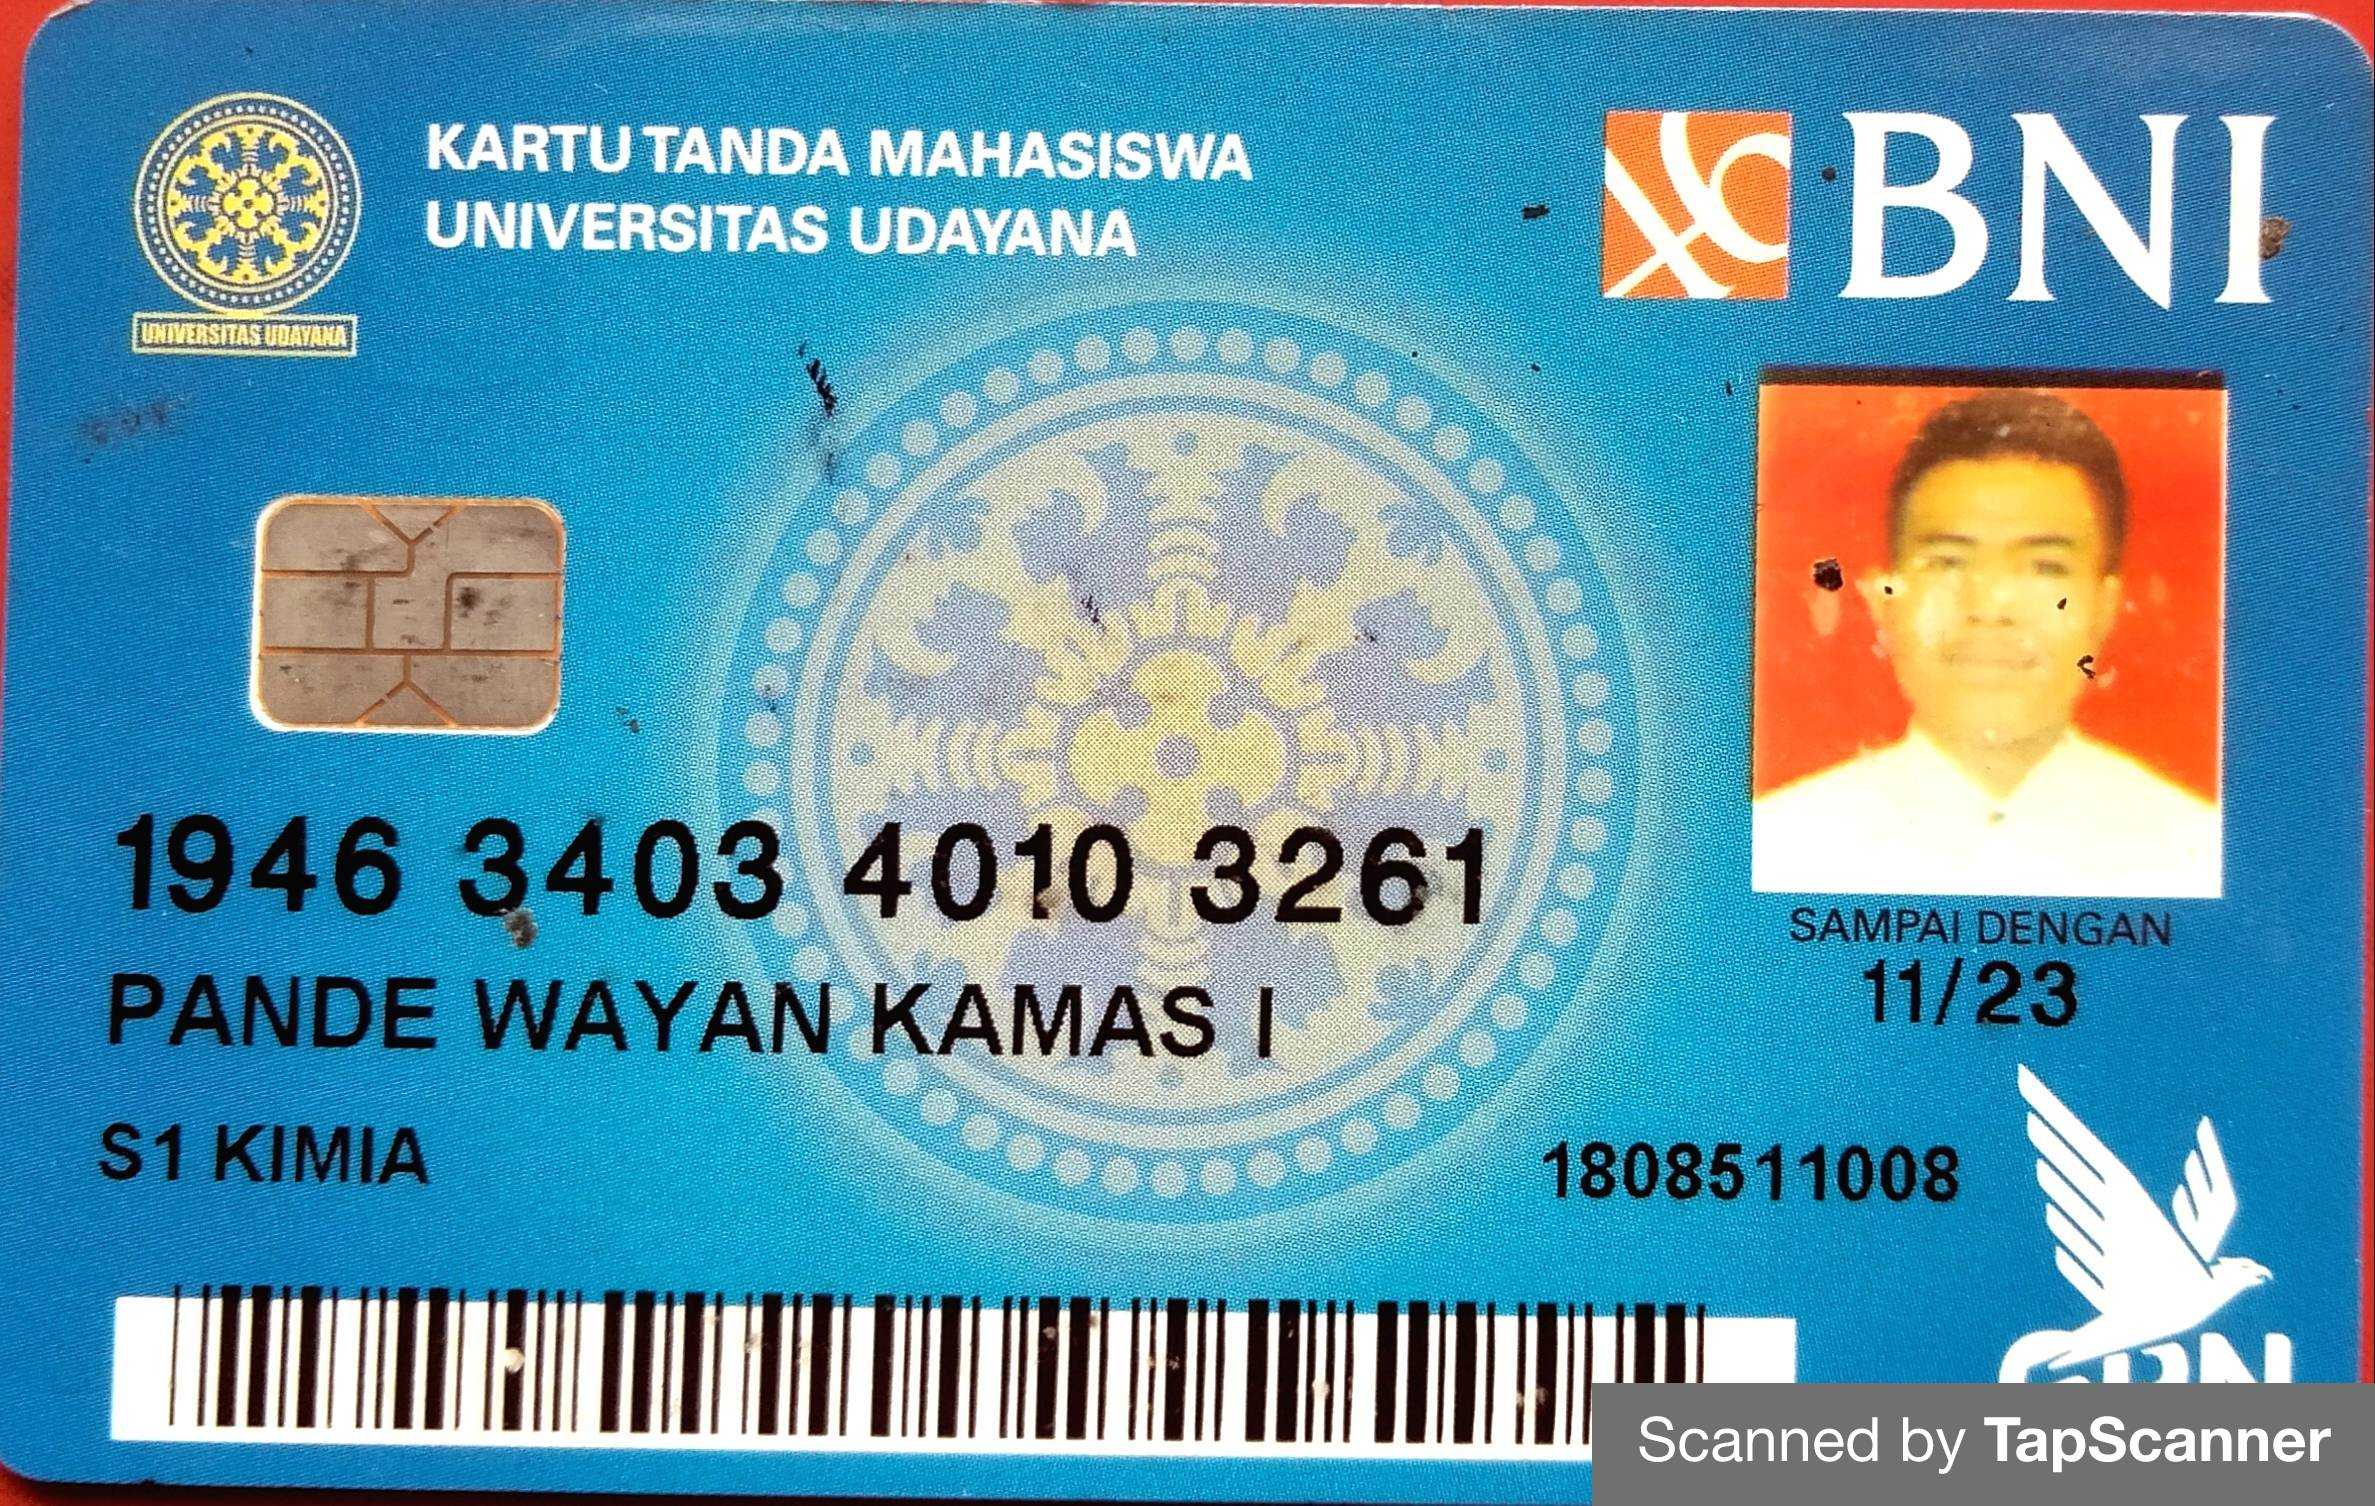 KARTU TANDA MAHASISWA
UNIVERSITAS UDAYANA
BNI
UNIVERSITAS UDAYANA
1946 3403 4010 3261
SAMPAI DENGAN
11/23
PANDE WAYAN KAMAS I
S1 KIMIA
1808511008
GPN
Scanned by TapScanner